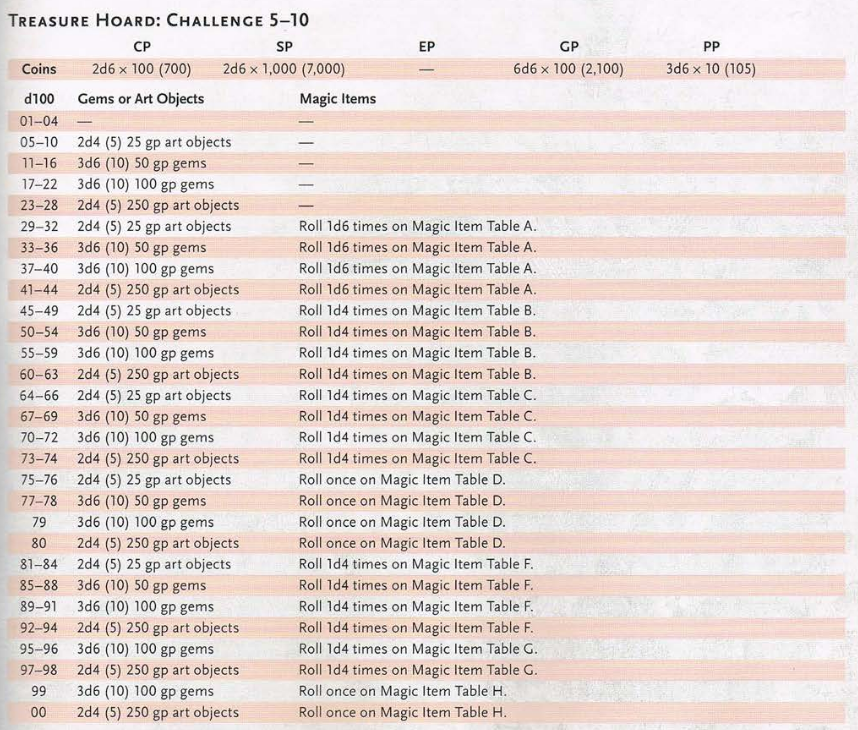 TREASURE HOARD: CHALLENGE 5–10
CP SP EP GP PP
Coins 2d6 × 100 (700) 2d6 × 1,000 (7,000) — 6d6 × 100 (2,100) 3d6 × 10 (105)
d100 Gems or Art Objects Magic Items
01–04 — —
05–10 2d4 (5) 25 gp art objects —
11–16 3d6 (10) 50 gp gems —
17–22 3d6 (10) 100 gp gems —
23–28 2d4 (5) 250 gp art objects —
29–32 2d4 (5) 25 gp art objects Roll 1d6 times on Magic Item Table A.
33–36 3d6 (10) 50 gp gems Roll 1d6 times on Magic Item Table A.
37–40 3d6 (10) 100 gp gems Roll 1d6 times on Magic Item Table A.
41–44 2d4 (5) 250 gp art objects Roll 1d6 times on Magic Item Table A.
45–49 2d4 (5) 25 gp art objects Roll 1d4 times on Magic Item Table B.
50–54 3d6 (10) 50 gp gems Roll 1d4 times on Magic Item Table B.
55–59 3d6 (10) 100 gp gems Roll 1d4 times on Magic Item Table B.
60–63 2d4 (5) 250 gp art objects Roll 1d4 times on Magic Item Table B.
64–66 2d4 (5) 25 gp art objects Roll 1d4 times on Magic Item Table C.
67–69 3d6 (10) 50 gp gems Roll 1d4 times on Magic Item Table C.
70–72 3d6 (10) 100 gp gems Roll 1d4 times on Magic Item Table C.
73–74 2d4 (5) 250 gp art objects Roll 1d4 times on Magic Item Table C.
75–76 2d4 (5) 25 gp art objects Roll once on Magic Item Table D.
77–78 3d6 (10) 50 gp gems Roll once on Magic Item Table D.
79 3d6 (10) 100 gp gems Roll once on Magic Item Table D.
80 2d4 (5) 250 gp art objects Roll once on Magic Item Table D.
81–84 2d4 (5) 25 gp art objects Roll 1d4 times on Magic Item Table F.
85–88 3d6 (10) 50 gp gems Roll 1d4 times on Magic Item Table F.
89–91 3d6 (10) 100 gp gems Roll 1d4 times on Magic Item Table F.
92–94 2d4 (5) 250 gp art objects Roll 1d4 times on Magic Item Table F.
95–96 3d6 (10) 100 gp gems Roll 1d4 times on Magic Item Table G.
97–98 2d4 (5) 250 gp art objects Roll 1d4 times on Magic Item Table G.
99 3d6 (10) 100 gp gems Roll once on Magic Item Table H.
00 2d4 (5) 250 gp art objects Roll once on Magic Item Table H.